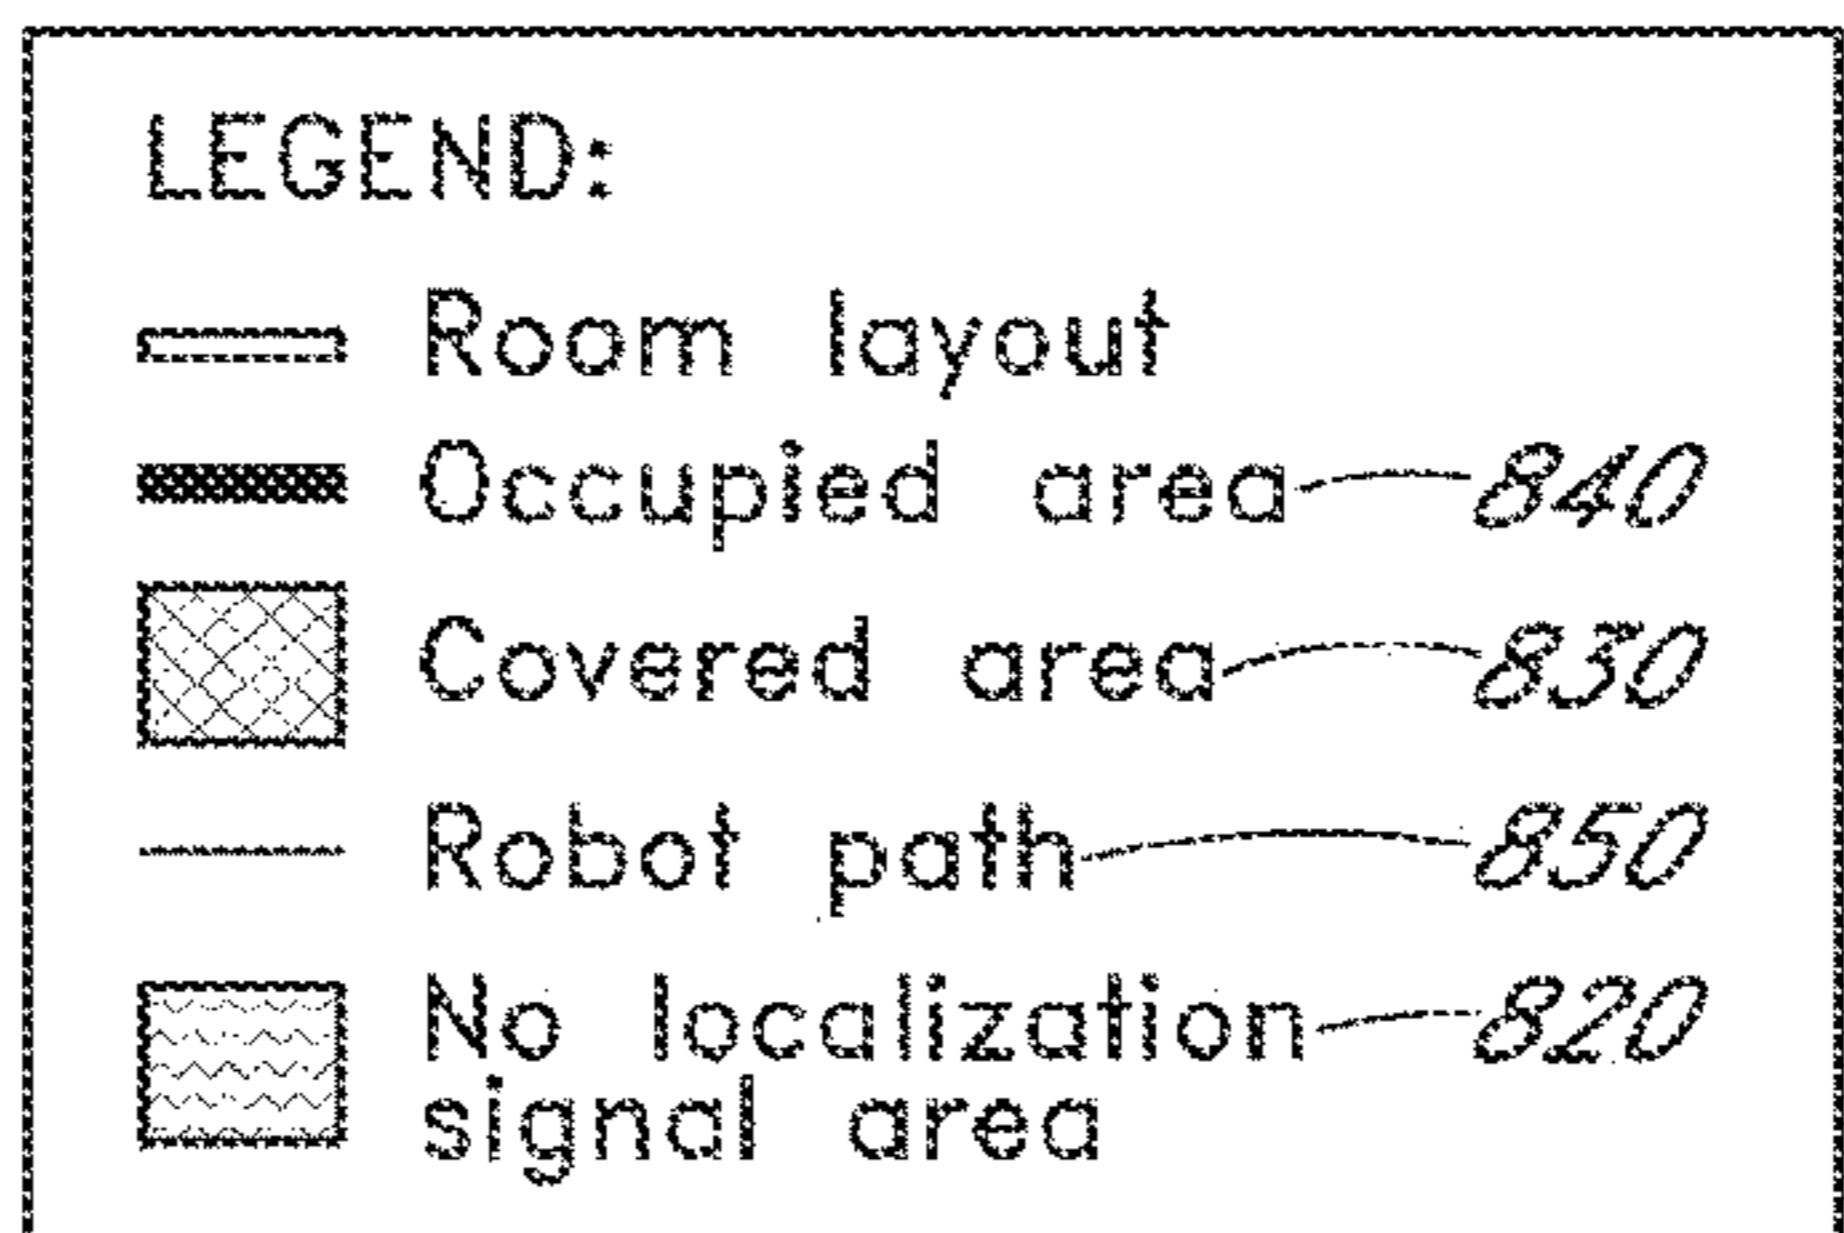 LEGEND:
Room layout
Occupied area 840
Covered area 830
Robot path 850
No localization 820
signal area